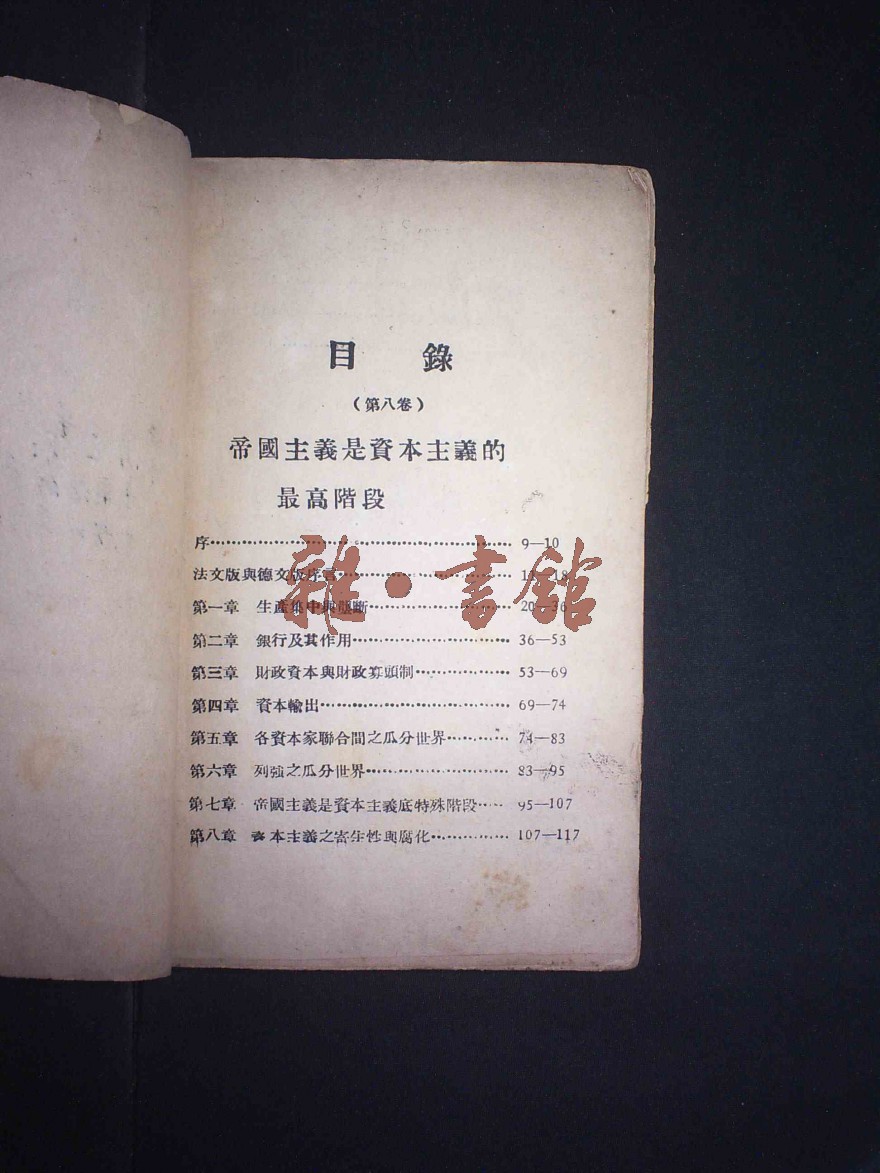 目 錄
（第八卷）
帝國主義是資本主義的
最高階段
序 9—10
法文版與德文版序言 18
第一章 生產集中與壟斷 20—36
第二章 銀行及其作用 36—53
第三章 財政資本與財政寡頭制 53—69
第四章 資本輸出 69—74
第五章 各資本家聯合間之瓜分世界 74—83
第六章 列強之瓜分世界 83—95
第七章 帝國主義是資本主義底特殊階段 95—107
第八章 資本主義之寄生性與腐化 107—117
雜·書館